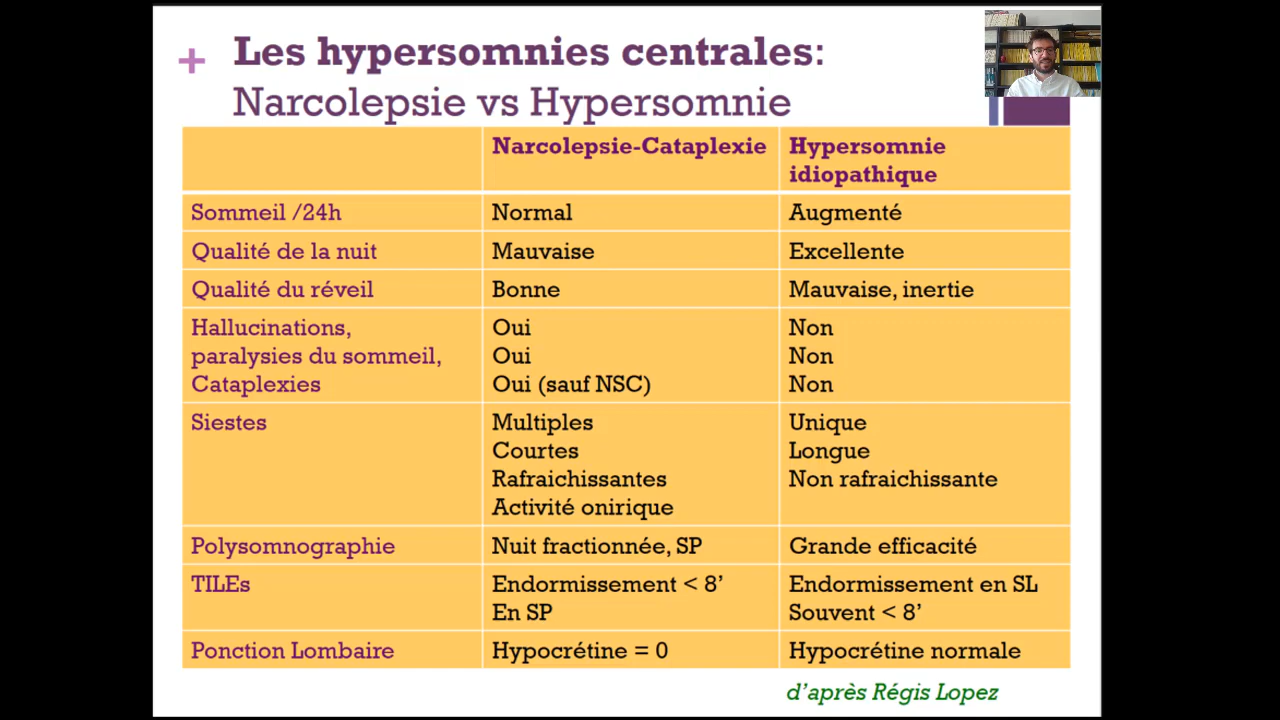 + Les hypersomnies centrales:
Narcolepsie vs Hypersomnie
Narcolepsie-Cataplexie
Hypersomnie
idiopathique
Sommeil /24h Normal Augmenté
Qualité de la nuit Mauvaise Excellente
Qualité du réveil Bonne Mauvaise, inertie
Hallucinations, Oui Non
paralysies du sommeil, Oui Non
Cataplexies Oui (sauf NSC) Non
Siestes Multiples Unique
Courtes Longue
Rafraichissantes Non rafraichissante
Activité onirique
Polysomnographie Nuit fractionnée, SP Grande efficacité
TILEs Endormissement < 8’ Endormissement en SL
En SP Souvent < 8’
Ponction Lombaire Hypocrétine = 0 Hypocrétine normale
d’après Régis Lopez